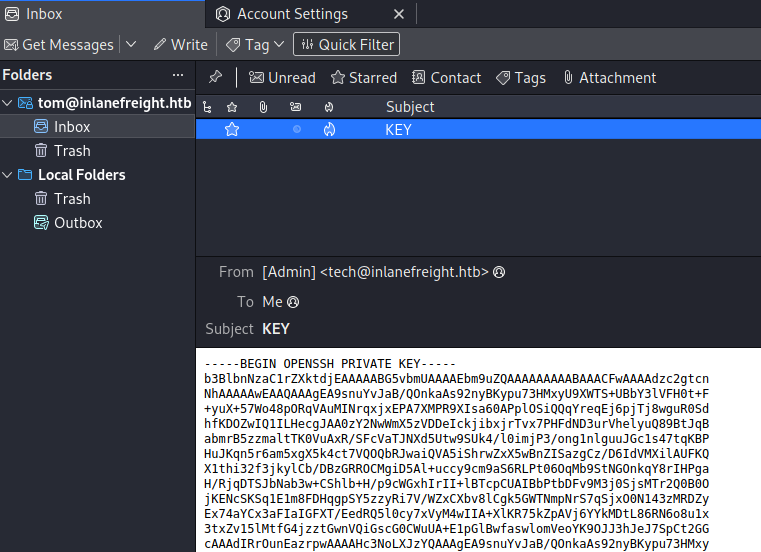 Inbox
Account Settings
Get Messages
Write
Tag
Quick Filter
Folders
Unread
Starred
Contact
Tags
Attachment
tom@inlanefreight.htb
Subject
Inbox
KEY
Trash
Local Folders
Trash
Outbox
From [Admin] <tech@inlanefreight.htb>
To Me
Subject KEY
-----BEGIN OPENSSH PRIVATE KEY-----
b3BlbnNzaC1rZXktdjEAAAAABG5vbmUAAAAEbm9uZQAAAAAAAAABAAACFwAAAAdzc2gtcn
NhAAAAAwEAAQAAAgEA9snuYvJaB/QOnkaAs92nyBKypu73HMxyU9XWTS+UBbY3lVFH0t+F
+yuX+57Wo48pORqVAuMINrqxjxEPA7XMPR9XIsa60APplOSiQQqYreqEj6pjTj8wguR0Sd
hfKDOZwIQ1ILHecgJAA0zY2NwWmX5zVDDeIckjibxjrTvx7PHFdND3urVhelyuQ89BtJqB
abmrB5zzmaltTK0VuAxR/SFcVaTJNXd5Utw9SUk4/l0imjP3/ong1nlguuJGc1s47tqKBP
HuJKqn5r6am5xgX5k4ct7VQOQbRJwaiQVA5iShrwZxX5wBnZISazgCz/D6IdVMXilAUFKQ
X1thi32f3jkylCb/DBzGRROCMgiD5Al+uccy9cm9aS6RLPt06OqMb9StNGOnkqY8rIHPga
H/RjqDTSJbNab3w+CShlb+H/p9cWGxhIrII+lBTcpCUAIBbPtbDFv9M3j0SjsMTr2Q0B0O
jKENcSKSq1E1m8FDHqgpSY5zzyRi7V/WZxCXbv8lCgk5GWTNmpNrS7qSjxO0N143zMRDZy
Ex74aYCx3aFIaIGFXT/EedRQ5l0cy7xVyM4wIIA+XlKR75kZpAVj6YYkMDtL86RN6o8u1x
3txZv15lMtfG4jzztGwnVQiGscG0CWuUA+E1pGlBwfaswlomVeoYK9OJJ3hJeJ7SpCt2GG
cAAAdIRrOunEazrpwAAAAHc3NoLXJzYQAAAgEA9snuYvJaB/QOnkaAs92nyBKypu73HMxy